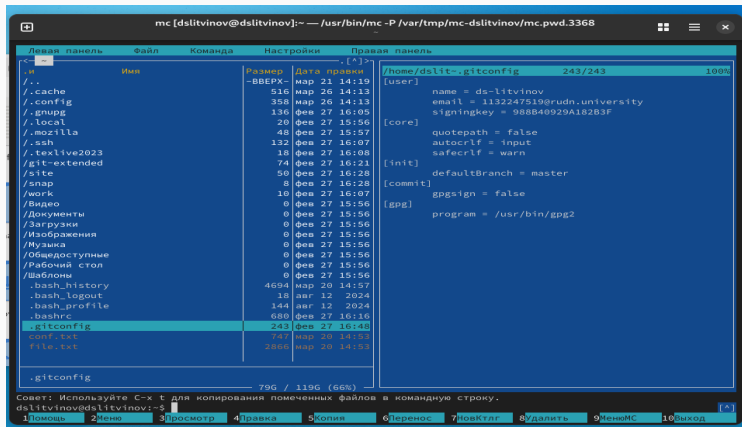 mc [dslitvinov@dslitvinov]:~ — /usr/bin/mc -P /var/tmp/mc-dslitvinov/mc.pwd.3368
~
Левая панель Файл Команда Настройки Правая панель
<─ ~ ─.[^]>
.и Имя Размер Дата правки
/.. -ВВЕРХ- мар 21 14:19
/.cache 516 мар 26 14:13
/.config 358 мар 26 14:13
/.gnupg 136 фев 27 16:05
/.local 20 фев 27 15:56
/.mozilla 48 фев 27 15:57
/.ssh 132 фев 27 16:07
/.texlive2023 18 фев 27 16:08
/git-extended 74 фев 27 16:21
/site 50 фев 27 16:28
/snap 8 фев 27 16:28
/work 10 фев 27 16:07
/Видео 0 фев 27 15:56
/Документы 0 фев 27 15:56
/Загрузки 0 фев 27 15:56
/Изображения 0 фев 27 15:56
/Музыка 0 фев 27 15:56
/Общедоступные 0 фев 27 15:56
/Рабочий стол 0 фев 27 15:56
/Шаблоны 0 фев 27 15:56
.bash_history 4694 мар 20 14:57
.bash_logout 18 авг 12 2024
.bash_profile 144 авг 12 2024
.bashrc 680 фев 27 16:16
.gitconfig 243 фев 27 16:48
conf.txt 747 мар 20 14:53
file.txt 2866 мар 20 14:53
.gitconfig
79G / 119G (66%)
/home/dslit~.gitconfig 243/243 100%
[user]
name = ds-litvinov
email = 1132247519@rudn.university
signingkey = 988B40929A182B3F
[core]
quotepath = false
autocrlf = input
safecrlf = warn
[init]
defaultBranch = master
[commit]
gpgsign = false
[gpg]
program = /usr/bin/gpg2
Совет: Используйте C-x t для копирования помеченных файлов в командную строку.
dslitvinov@dslitvinov:~$ [^]
1Помощь 2Меню 3Просмотр 4Правка 5Копия 6Перенос 7НовКтлг 8Удалить 9МенюMC 10Выход